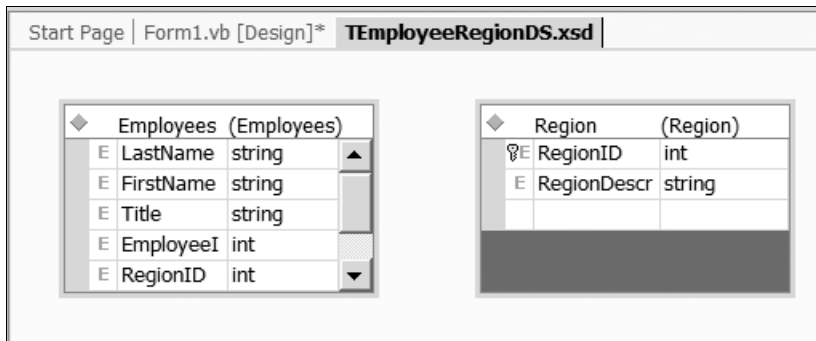 Start Page | Form1.vb [Design]* TEmployeeRegionDS.xsd
Employees (Employees)
E LastName string
E FirstName string
E Title string
E EmployeeI int
E RegionID int
Region (Region)
E RegionID int
E RegionDescr string